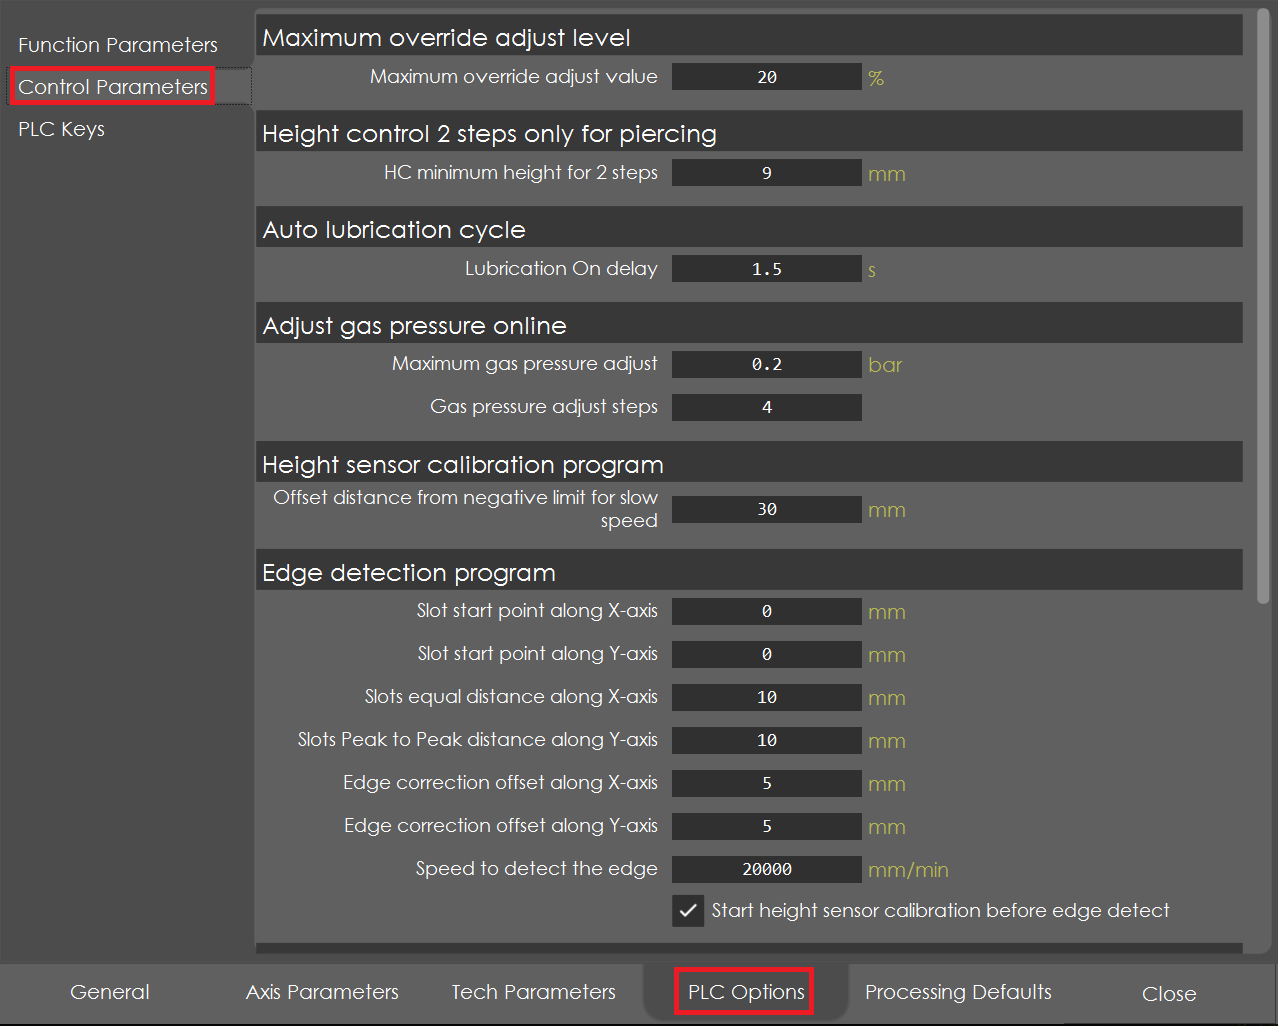 Function Parameters
Control Parameters
PLC Keys
Maximum override adjust level
Maximum override adjust value 20 %
Height control 2 steps only for piercing
HC minimum height for 2 steps 9 mm
Auto lubrication cycle
Lubrication On delay 1.5 s
Adjust gas pressure online
Maximum gas pressure adjust 0.2 bar
Gas pressure adjust steps 4
Height sensor calibration program
Offset distance from negative limit for slow
speed 30 mm
Edge detection program
Slot start point along X-axis 0 mm
Slot start point along Y-axis 0 mm
Slots equal distance along X-axis 10 mm
Slots Peak to Peak distance along Y-axis 10 mm
Edge correction offset along X-axis 5 mm
Edge correction offset along Y-axis 5 mm
Speed to detect the edge 20000 mm/min
Start height sensor calibration before edge detect
General Axis Parameters Tech Parameters PLC Options Processing Defaults Close